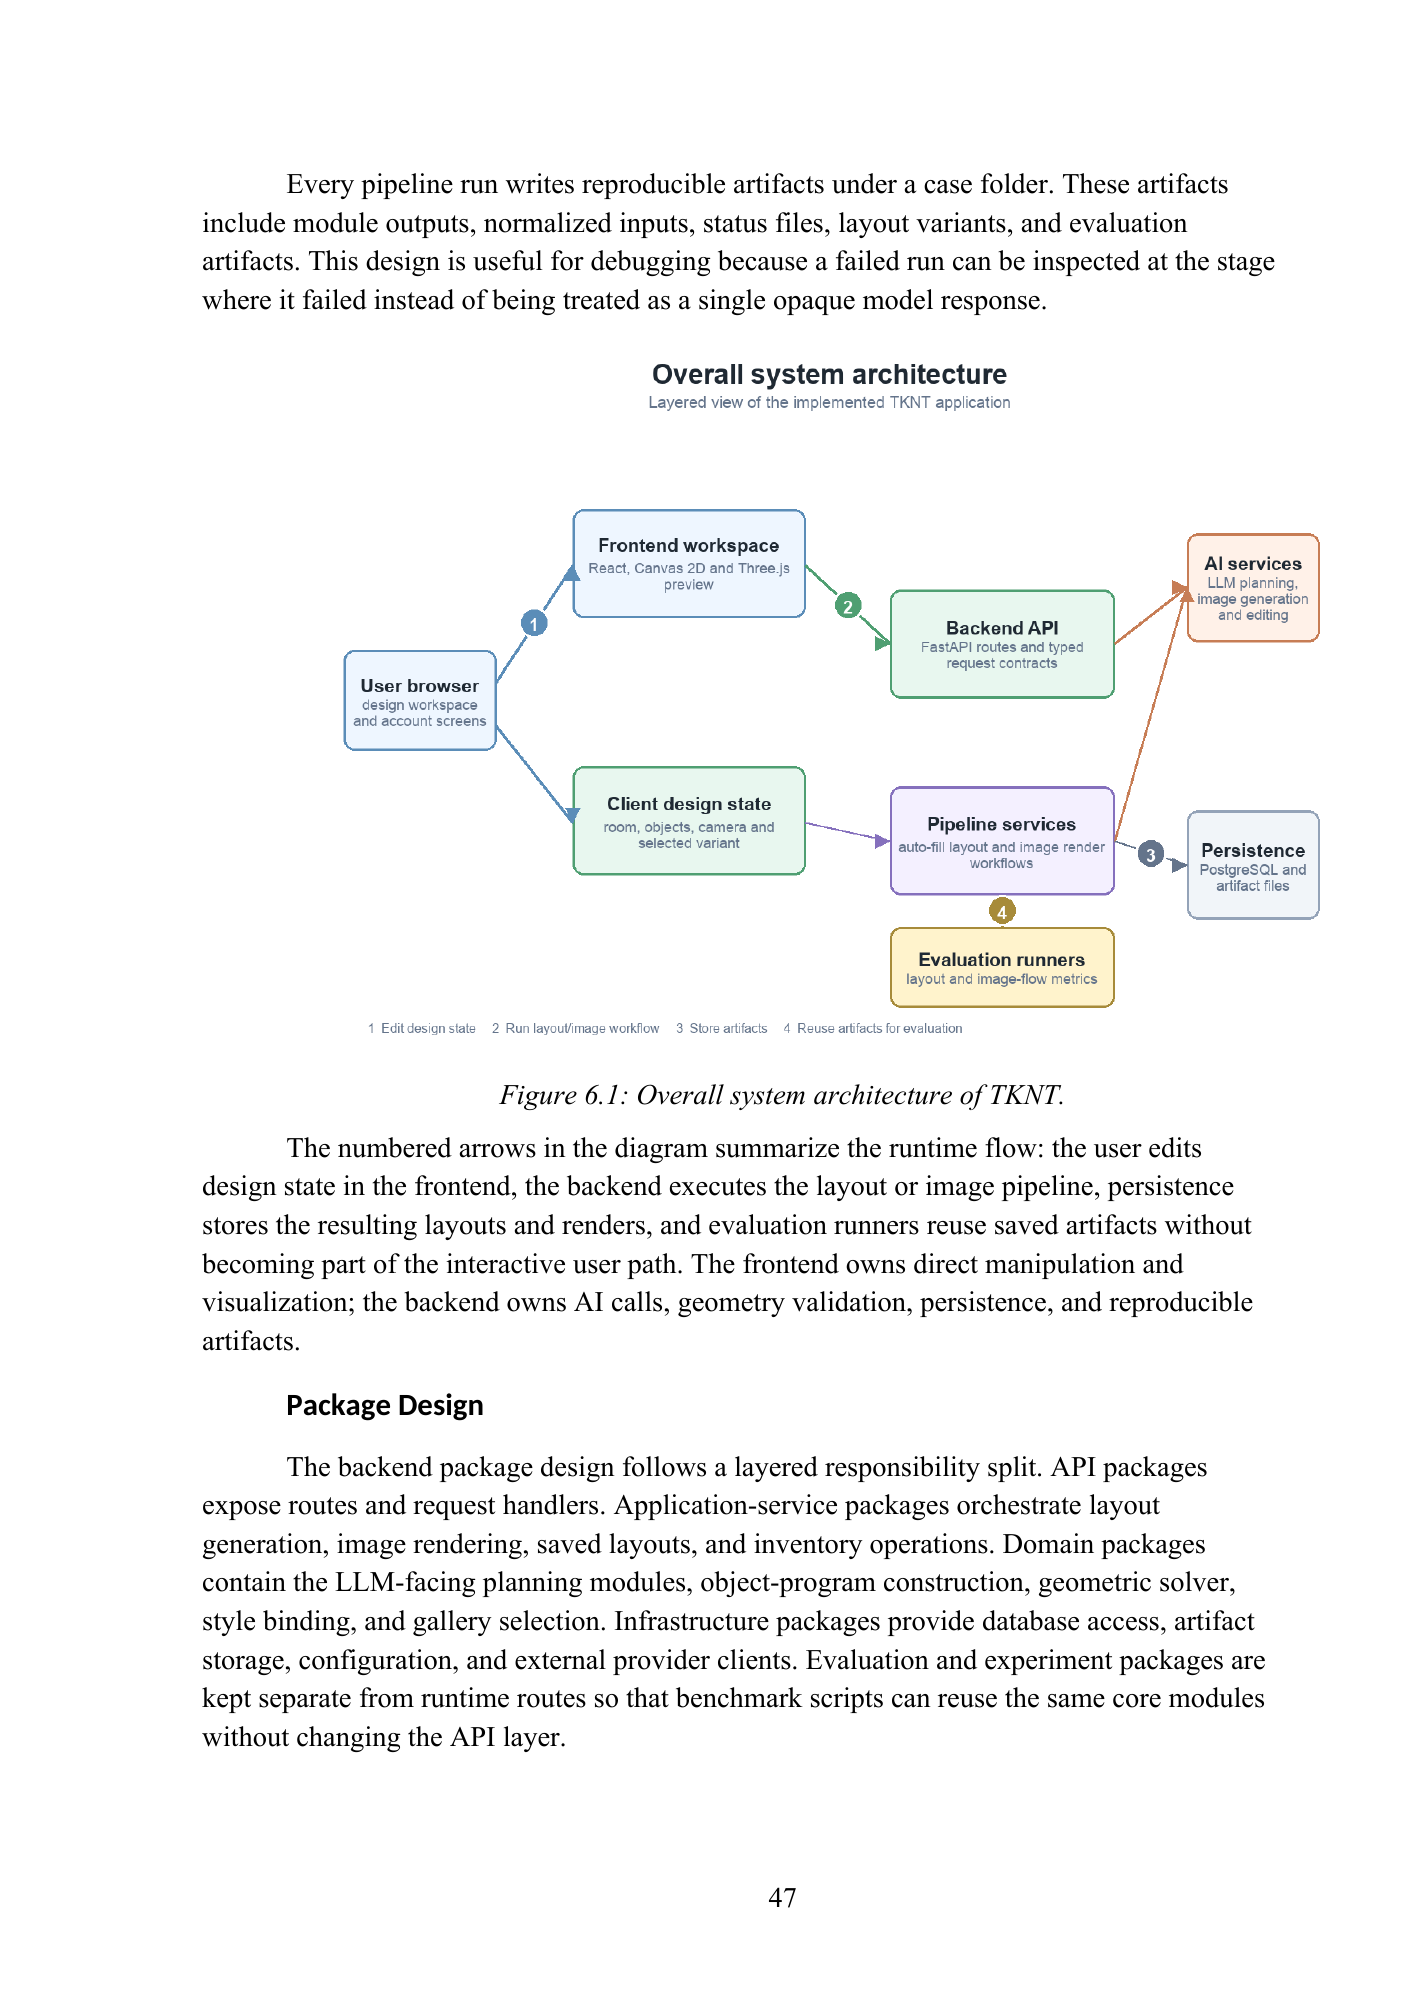 Every pipeline run writes reproducible artifacts under a case folder. These artifacts
include module outputs, normalized inputs, status files, layout variants, and evaluation
artifacts. This design is useful for debugging because a failed run can be inspected at the stage
where it failed instead of being treated as a single opaque model response.
Overall system architecture
Layered view of the implemented TKNT application
Frontend workspace
React, Canvas 2D and Three.js
preview
AI services
LLM planning,
image generation
and editing
1
2
Backend API
FastAPI routes and typed
request contracts
User browser
design workspace
and account screens
Client design state
room, objects, camera and
selected variant
Pipeline services
auto-fill layout and image render
workflows
3
Persistence
PostgreSQL and
artifact files
4
Evaluation runners
layout and image-flow metrics
1 Edit design state 2 Run layout/image workflow 3 Store artifacts 4 Reuse artifacts for evaluation
Figure 6.1: Overall system architecture of TKNT.
The numbered arrows in the diagram summarize the runtime flow: the user edits
design state in the frontend, the backend executes the layout or image pipeline, persistence
stores the resulting layouts and renders, and evaluation runners reuse saved artifacts without
becoming part of the interactive user path. The frontend owns direct manipulation and
visualization; the backend owns AI calls, geometry validation, persistence, and reproducible
artifacts.
Package Design
The backend package design follows a layered responsibility split. API packages
expose routes and request handlers. Application-service packages orchestrate layout
generation, image rendering, saved layouts, and inventory operations. Domain packages
contain the LLM-facing planning modules, object-program construction, geometric solver,
style binding, and gallery selection. Infrastructure packages provide database access, artifact
storage, configuration, and external provider clients. Evaluation and experiment packages are
kept separate from runtime routes so that benchmark scripts can reuse the same core modules
without changing the API layer.
47